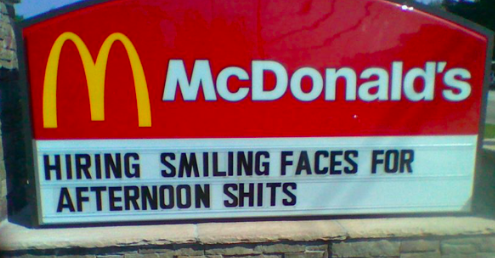 McDonald's
HIRING SMILING FACES FOR
AFTERNOON SHITS